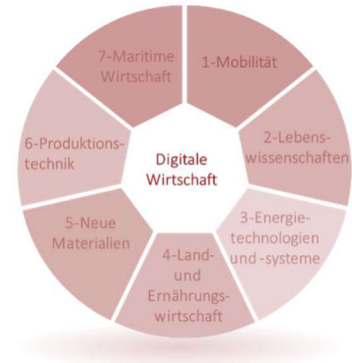 7-Maritime
Wirtschaft
1-Mobilität
2-Lebens-
wissenschaften
3-Energie-
technologien
und -systeme
4-Land-
und
Ernährungs-
wirtschaft
5-Neue
Materialien
6-Produktions-
technik
Digitale
Wirtschaft